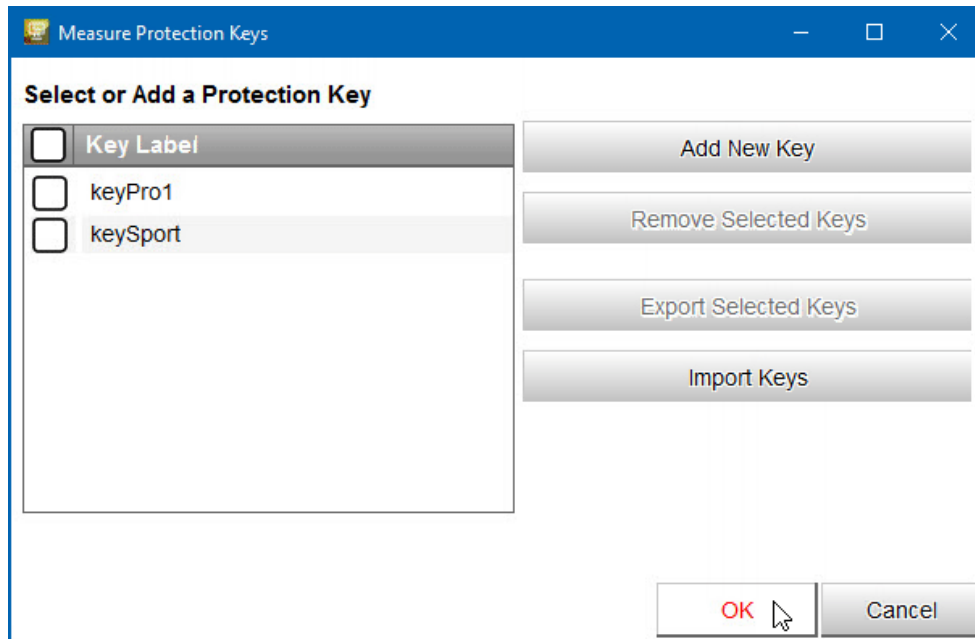 Measure Protection Keys
Select or Add a Protection Key
Key Label
keyPro1
keySport
Add New Key
Remove Selected Keys
Export Selected Keys
Import Keys
OK
Cancel